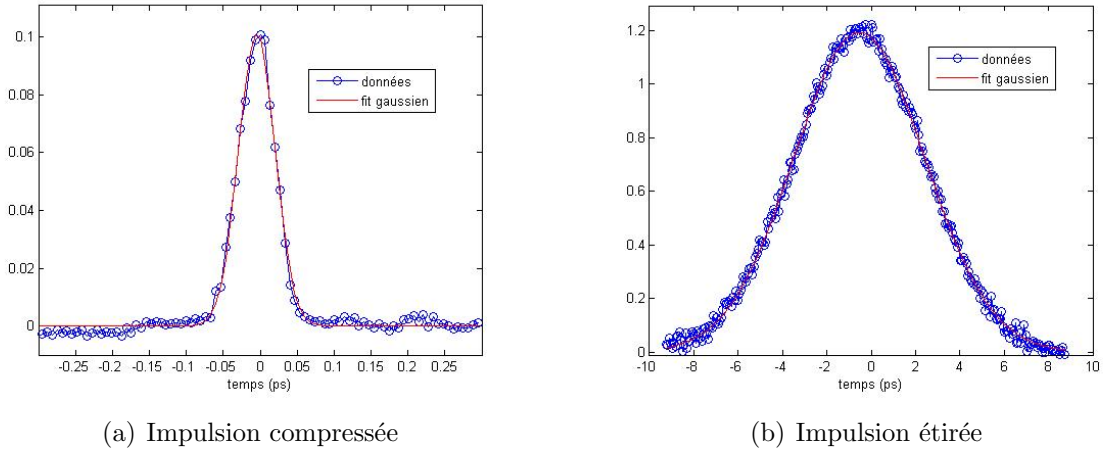 0.1
0.08
0.06
0.04
0.02
0
-0.25 -0.2 -0.15 -0.1 -0.05 0 0.05 0.1 0.15 0.2 0.25
temps (ps)
données
fit gaussien
(a) Impulsion compressée
1.2
1
0.8
0.6
0.4
0.2
0
-10 -8 -6 -4 -2 0 2 4 6 8 10
temps (ps)
données
fit gaussien
(b) Impulsion étirée